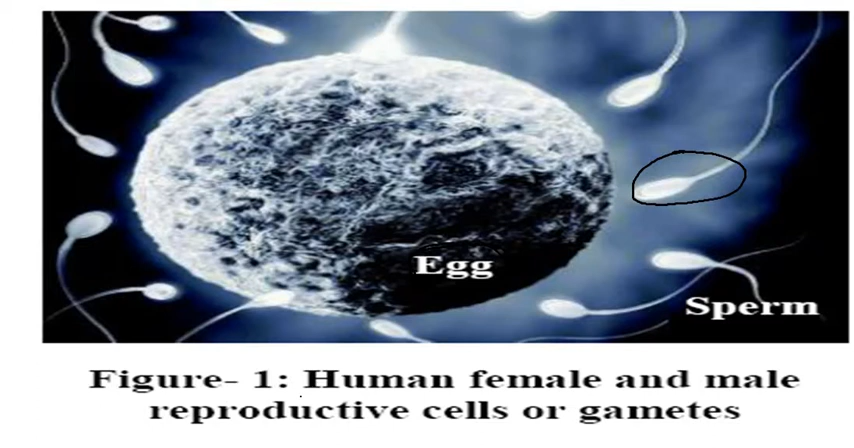 Egg
Sperm
Figure- 1: Human female and male
reproductive cells or gametes